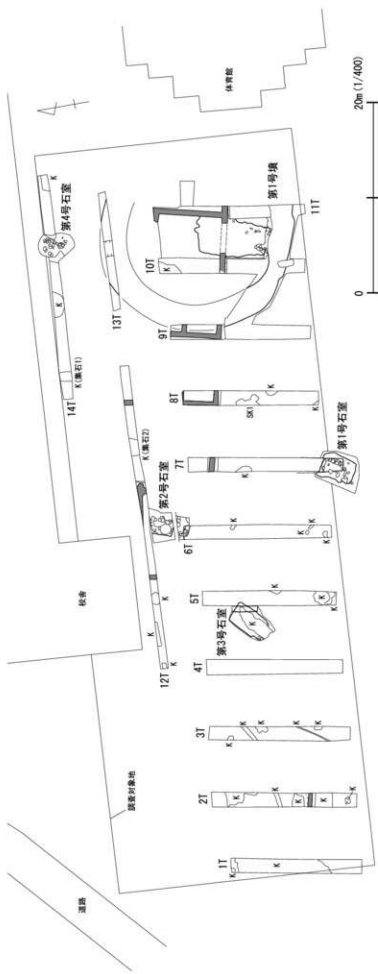 体育館
20m (1/400)
0
第4号石室
K
K
K(集石1)
14T
13T
第1号墳
11T
10T
K
9T
8T
SK1
K
K
K(集石2)
第2号石室
7T
K
第1号石室
6T
K
K
K
校舎
K
K
12T
K
5T
K
K
K
第3号石室
K
4T
3T
K
K
K
K
K
調査対象地
2T
K
K
K
K
K
道路
1T
K
K
K